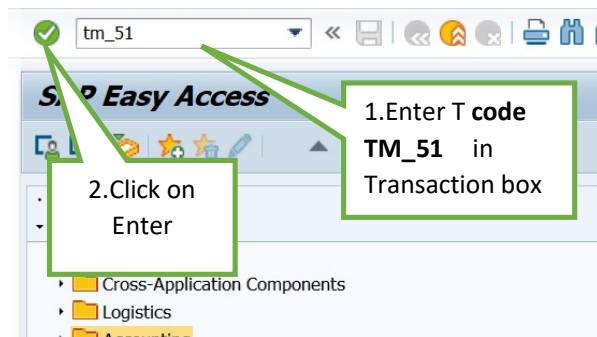 tm_51
SAP Easy Access
1.Enter T code
TM_51 in
Transaction box
2.Click on
Enter
Cross-Application Components
Logistics
Accounting